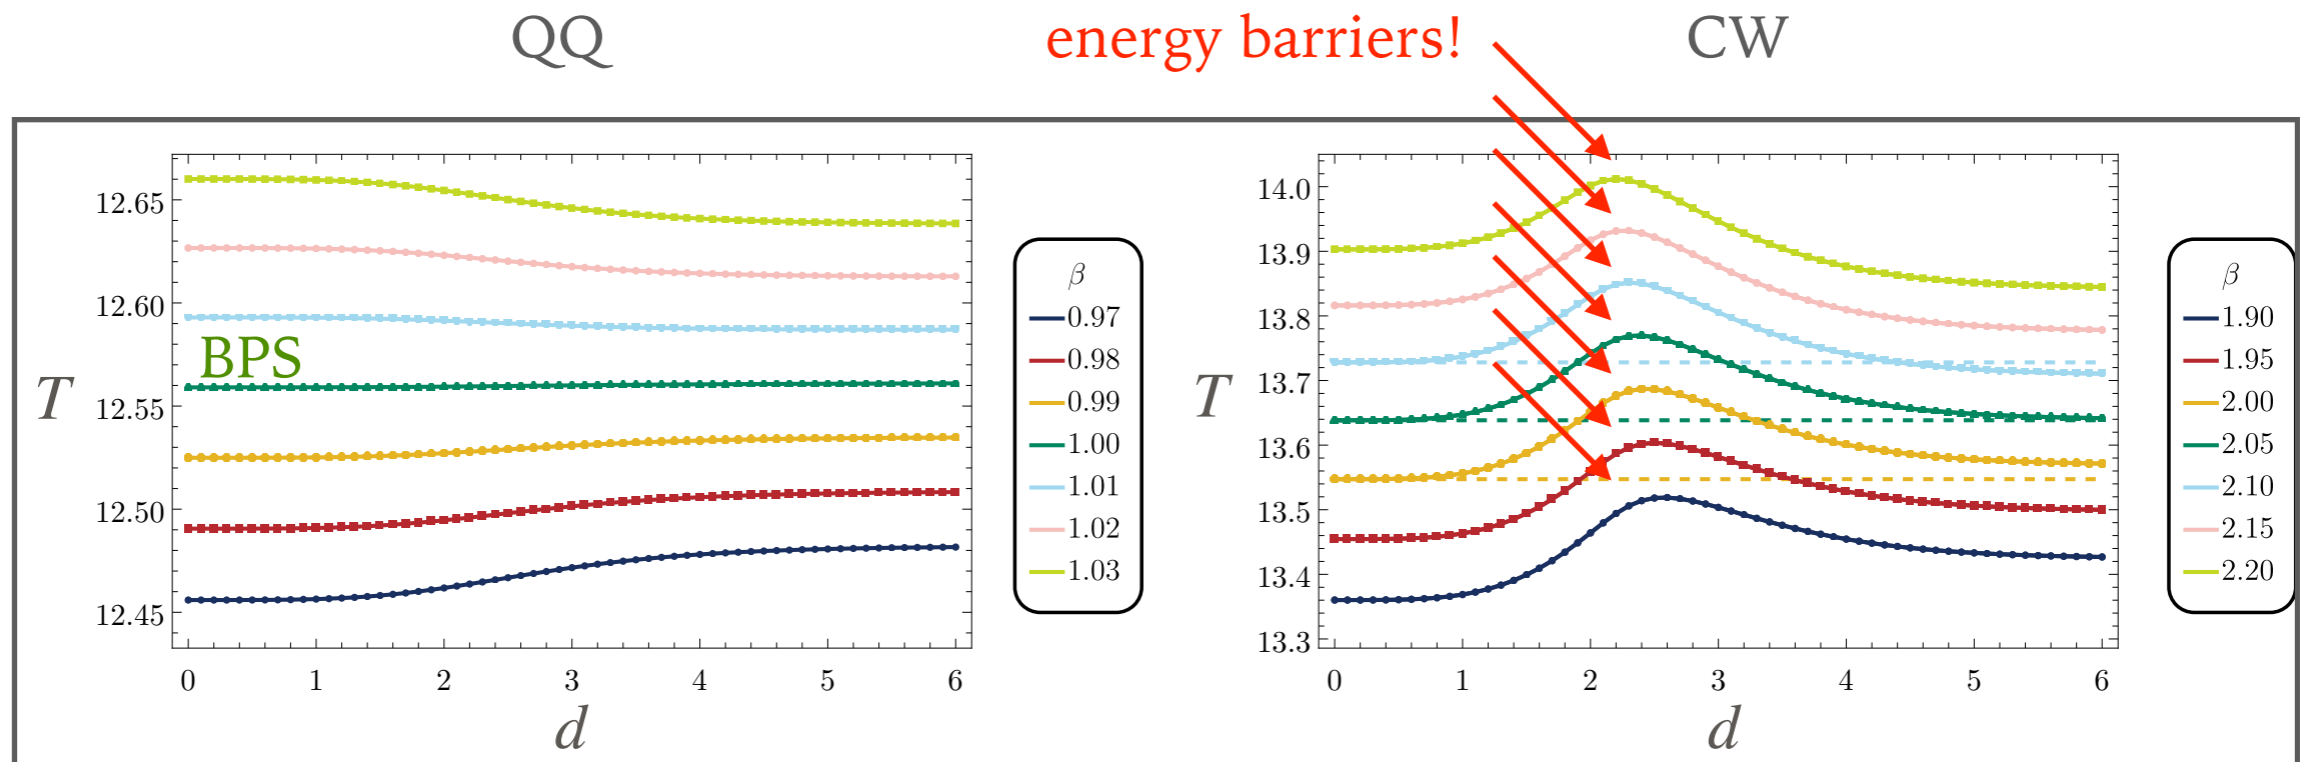 QQ
energy barriers!
CW
T
12.65
12.60
12.55
12.50
12.45
BPS
0 1 2 3 4 5 6
d
β
0.97
0.98
0.99
1.00
1.01
1.02
1.03
T
14.0
13.9
13.8
13.7
13.6
13.5
13.4
13.3
0 1 2 3 4 5 6
d
β
1.90
1.95
2.00
2.05
2.10
2.15
2.20